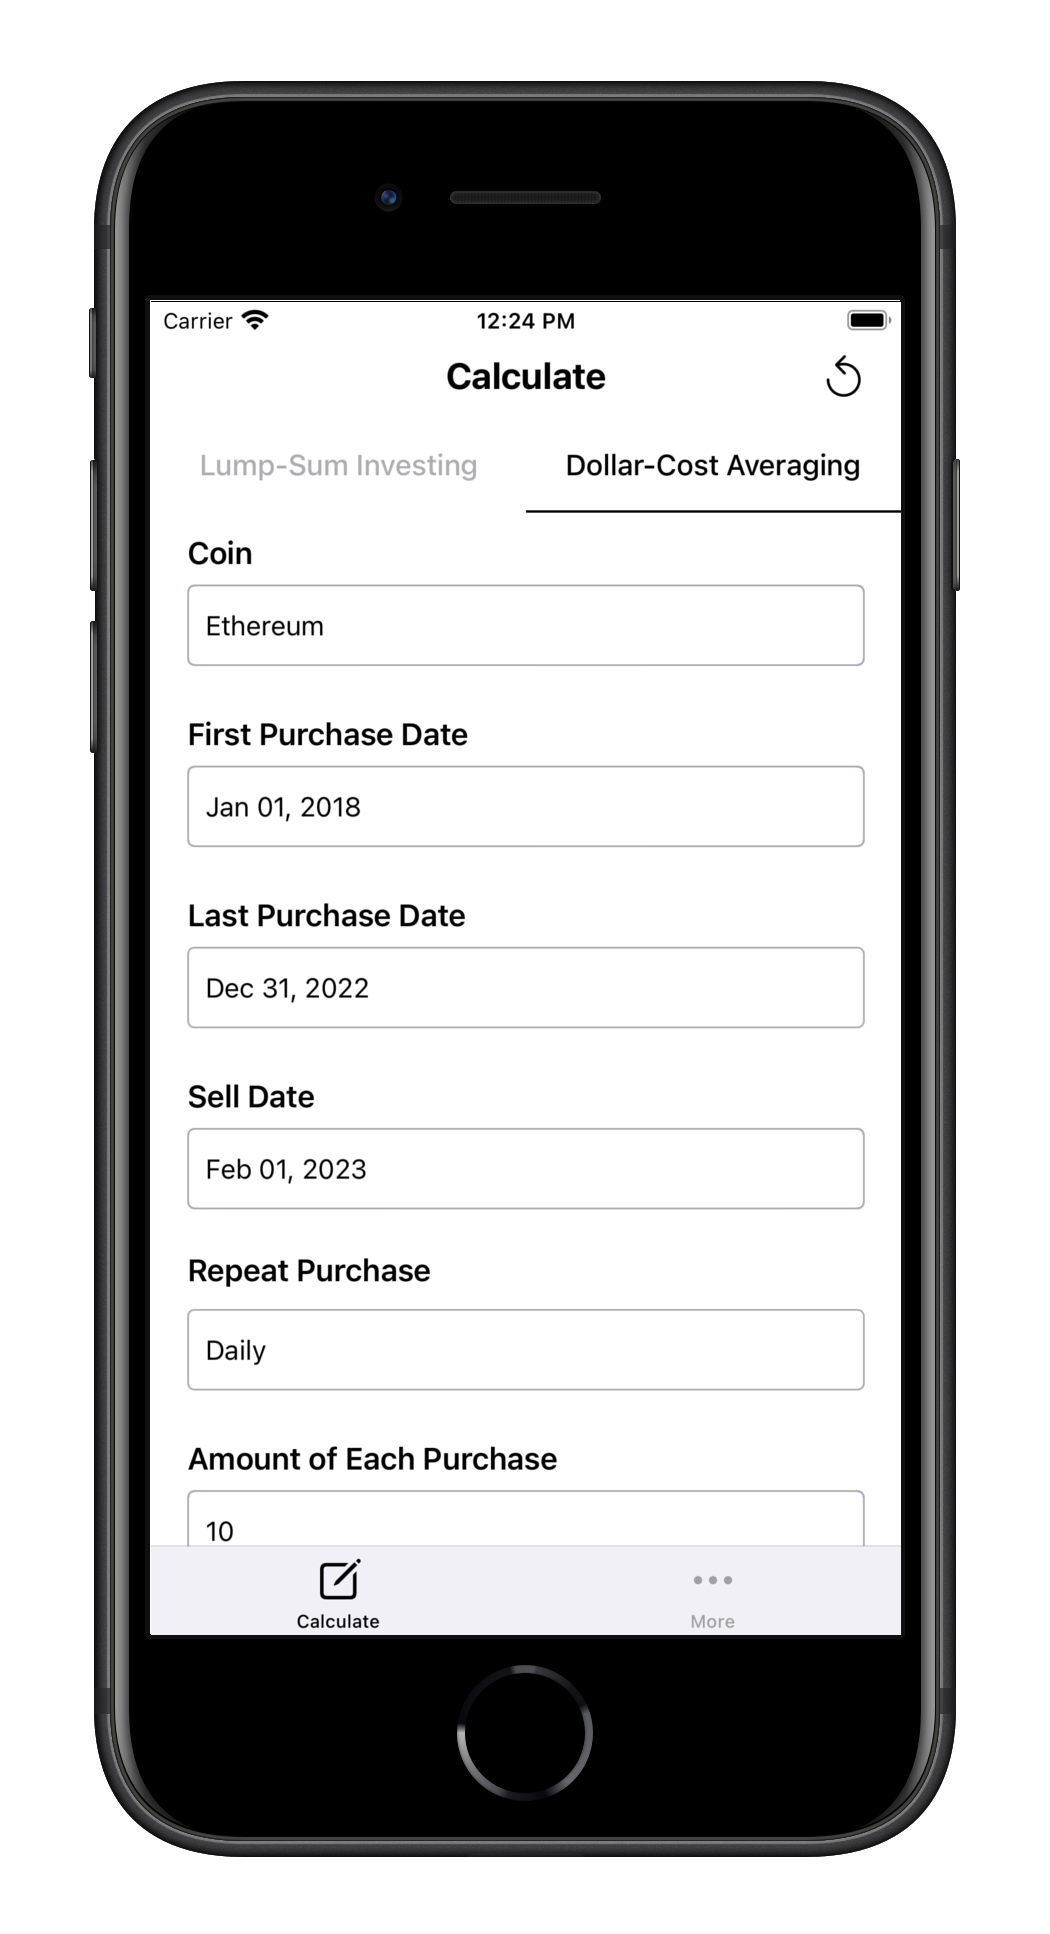 Carrier 12:24 PM
Calculate
Lump-Sum Investing Dollar-Cost Averaging
Coin
Ethereum
First Purchase Date
Jan 01, 2018
Last Purchase Date
Dec 31, 2022
Sell Date
Feb 01, 2023
Repeat Purchase
Daily
Amount of Each Purchase
10
Calculate More